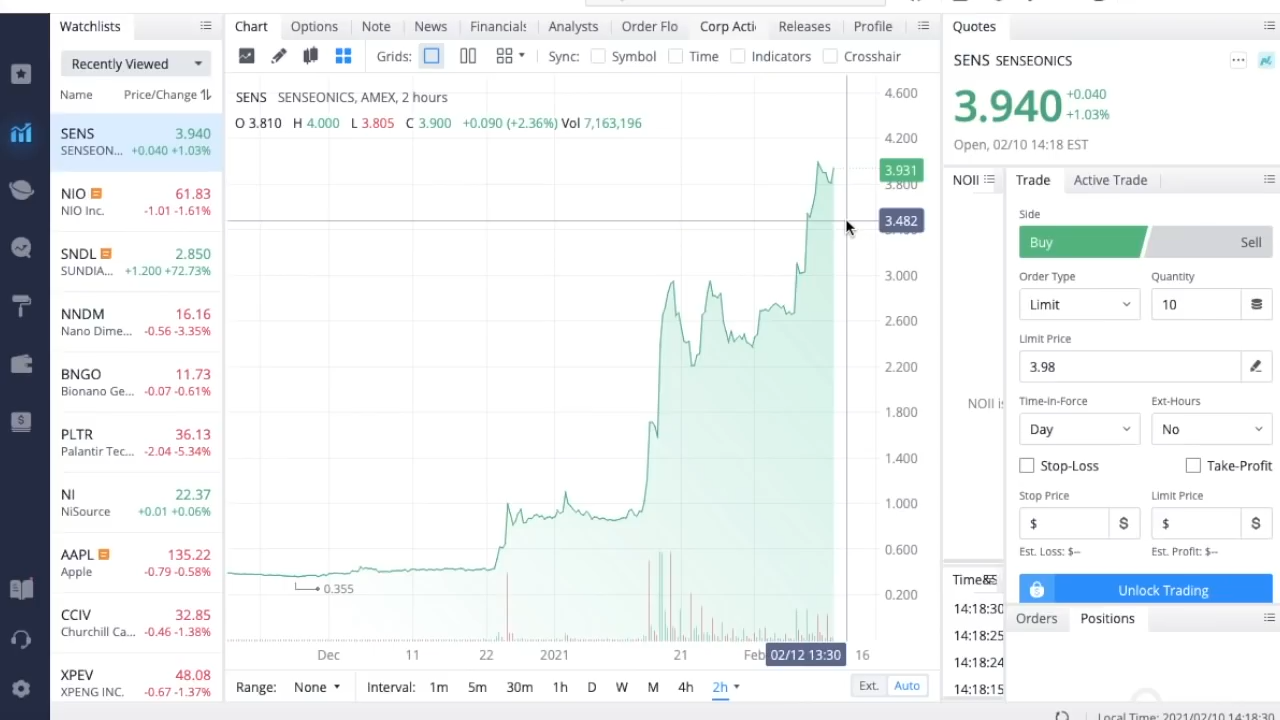 Watchlists
Recently Viewed
Name Price/Change
SENS 3.940
SENSEON... +0.040 +1.03%
NIO 61.83
NIO Inc. -1.01 -1.61%
SNDL 2.850
SUNDIA... +1.200 +72.73%
NNDM 16.16
Nano Dime... -0.56 -3.35%
BNGO 11.73
Bionano Ge... -0.07 -0.61%
PLTR 36.13
Palantir Tec... -2.04 -5.34%
NI 22.37
NiSource +0.01 +0.06%
AAPL 135.22
Apple -0.79 -0.58%
CCIV 32.85
Churchill Ca... -0.46 -1.38%
XPEV 48.08
XPENG INC. -0.67 -1.37%
Chart Options Note News Financials Analysts Order Flo Corp Acti Releases Profile
Grids: Sync: Symbol Time Indicators Crosshair
SENS SENSEONICS, AMEX, 2 hours
O 3.810 H 4.000 L 3.805 C 3.900 +0.090 (+2.36%) Vol 7,163,196
4.600
4.200
3.931
3.800
3.482
3.000
2.600
2.200
1.800
1.400
1.000
0.600
0.200
0.355
Dec 11 22 2021 21 Feb 02/12 13:30 16
Range: None Interval: 1m 5m 30m 1h D W M 4h 2h Ext. Auto
Quotes
SENS SENSEONICS
3.940 +0.040
+1.03%
Open, 02/10 14:18 EST
NOII
NOII is
Time&S
14:18:30
14:18:25
14:18:24
14:18:15
Trade Active Trade
Side
Buy Sell
Order Type Quantity
Limit 10
Limit Price
3.98
Time-in-Force Ext-Hours
Day No
Stop-Loss Take-Profit
Stop Price Limit Price
$ $ $ $
Est. Loss: $-- Est. Profit: $--
Unlock Trading
Orders Positions
Local Time: 2021/02/10 14:18:30